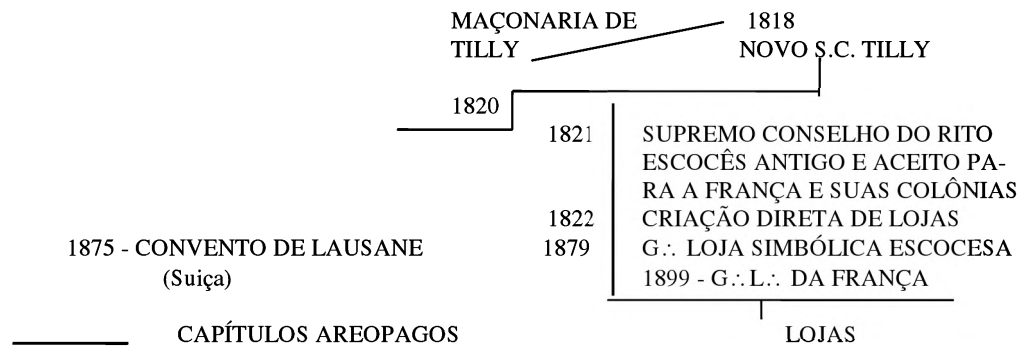 MAÇONARIA DE 1818
TILLY NOVO S.C. TILLY
1820
1821 SUPREMO CONSELHO DO RITO
ESCOCÊS ANTIGO E ACEITO PA-
RA A FRANÇA E SUAS COLÔNIAS
1822 CRIAÇÃO DIRETA DE LOJAS
1875 - CONVENTO DE LAUSANE 1879 G∴ LOJA SIMBÓLICA ESCOCESA
(Suiça) 1899 - G∴L∴ DA FRANÇA
CAPÍTULOS AREOPAGOS LOJAS